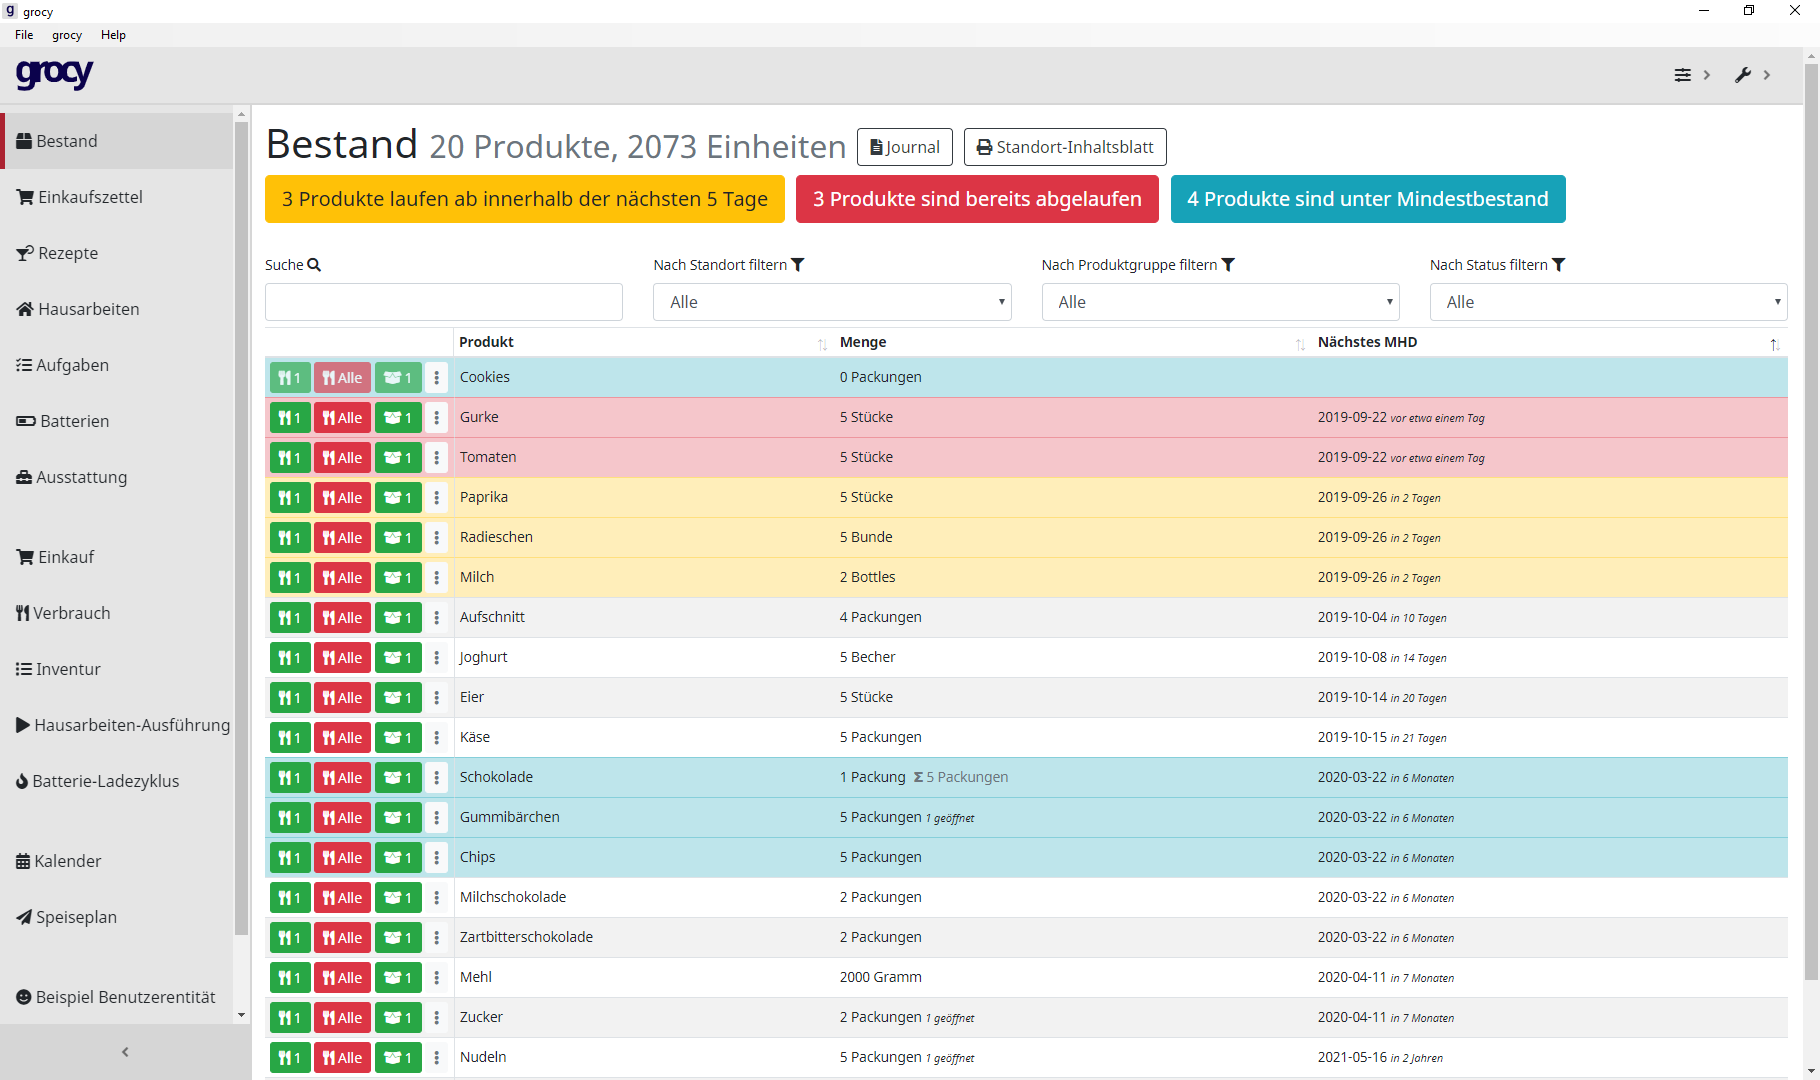 grocy
File grocy Help
grocy
Bestand
Einkaufszettel
Rezepte
Hausarbeiten
Aufgaben
Batterien
Ausstattung
Einkauf
Verbrauch
Inventur
Hausarbeiten-Ausführung
Batterie-Ladezyklus
Kalender
Speiseplan
Beispiel Benutzerentität
Bestand 20 Produkte, 2073 Einheiten Journal Standort-Inhaltsblatt
3 Produkte laufen ab innerhalb der nächsten 5 Tage 3 Produkte sind bereits abgelaufen 4 Produkte sind unter Mindestbestand
Suche Nach Standort filtern Nach Produktgruppe filtern Nach Status filtern
Alle Alle Alle
Produkt Menge Nächstes MHD
1 Alle 1 Cookies 0 Packungen
1 Alle 1 Gurke 5 Stücke 2019-09-22 vor etwa einem Tag
1 Alle 1 Tomaten 5 Stücke 2019-09-22 vor etwa einem Tag
1 Alle 1 Paprika 5 Stücke 2019-09-26 in 2 Tagen
1 Alle 1 Radieschen 5 Bunde 2019-09-26 in 2 Tagen
1 Alle 1 Milch 2 Bottles 2019-09-26 in 2 Tagen
1 Alle 1 Aufschnitt 4 Packungen 2019-10-04 in 10 Tagen
1 Alle 1 Joghurt 5 Becher 2019-10-08 in 14 Tagen
1 Alle 1 Eier 5 Stücke 2019-10-14 in 20 Tagen
1 Alle 1 Käse 5 Packungen 2019-10-15 in 21 Tagen
1 Alle 1 Schokolade 1 Packung Σ 5 Packungen 2020-03-22 in 6 Monaten
1 Alle 1 Gummibärchen 5 Packungen 1 geöffnet 2020-03-22 in 6 Monaten
1 Alle 1 Chips 5 Packungen 2020-03-22 in 6 Monaten
1 Alle 1 Milchschokolade 2 Packungen 2020-03-22 in 6 Monaten
1 Alle 1 Zartbitterschokolade 2 Packungen 2020-03-22 in 6 Monaten
1 Alle 1 Mehl 2000 Gramm 2020-04-11 in 7 Monaten
1 Alle 1 Zucker 2 Packungen 1 geöffnet 2020-04-11 in 7 Monaten
1 Alle 1 Nudeln 5 Packungen 1 geöffnet 2021-05-16 in 2 Jahren